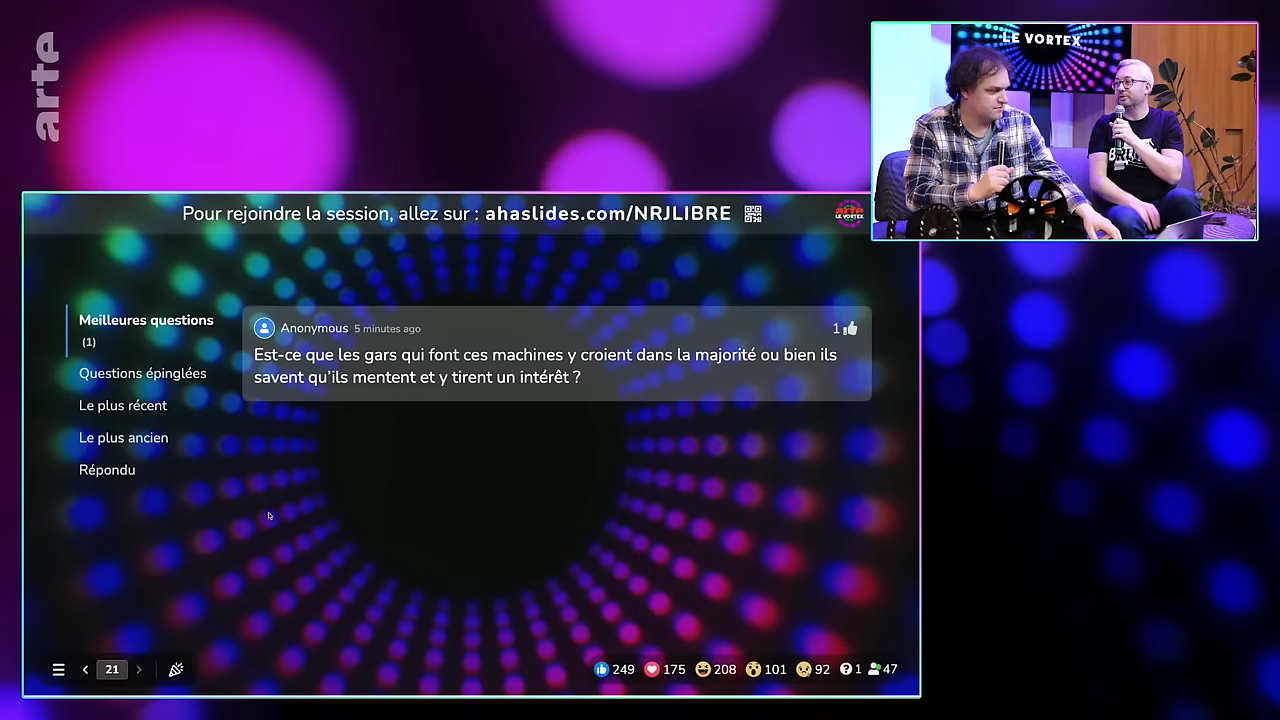 arte
LE VORTEX
Pour rejoindre la session, allez sur : ahaslides.com/NRJLIBRE
arte
LE VORTEX
Meilleures questions
(1)
Questions épinglées
Le plus récent
Le plus ancien
Répondu
Anonymous 5 minutes ago
1
Est-ce que les gars qui font ces machines y croient dans la majorité ou bien ils
savent qu'ils mentent et y tirent un intérêt ?
21
249 175 208 101 92 1 47